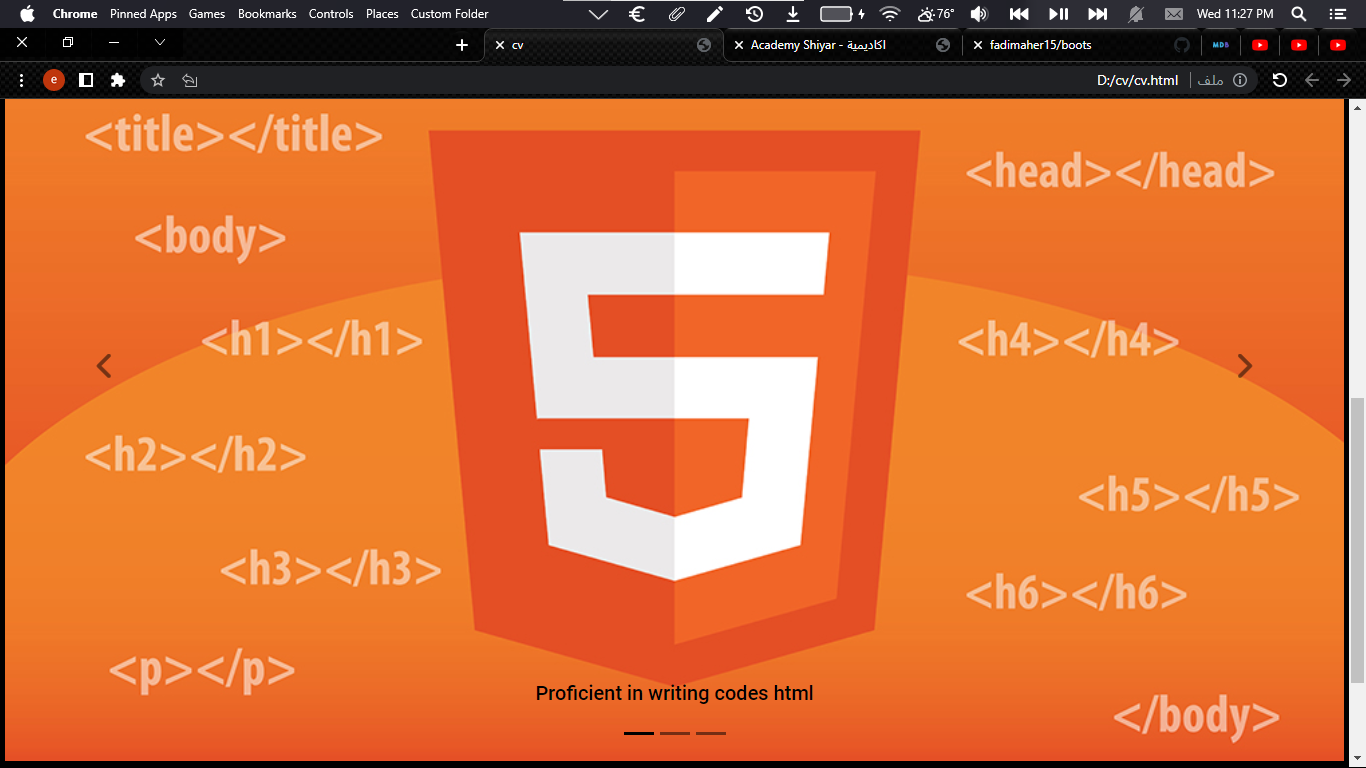 Chrome Pinned Apps Games Bookmarks Controls Places Custom Folder € 76° Wed 11:27 PM
cv Academy Shiyar - اكاديمية fadimaher15/boots MDB
e D:/cv/cv.html ملف
<title></title>
<head></head>
<body>
<h1></h1>
<h4></h4>
<h2></h2>
<h5></h5>
<h3></h3>
<h6></h6>
<p></p>
Proficient in writing codes html
</body>
5